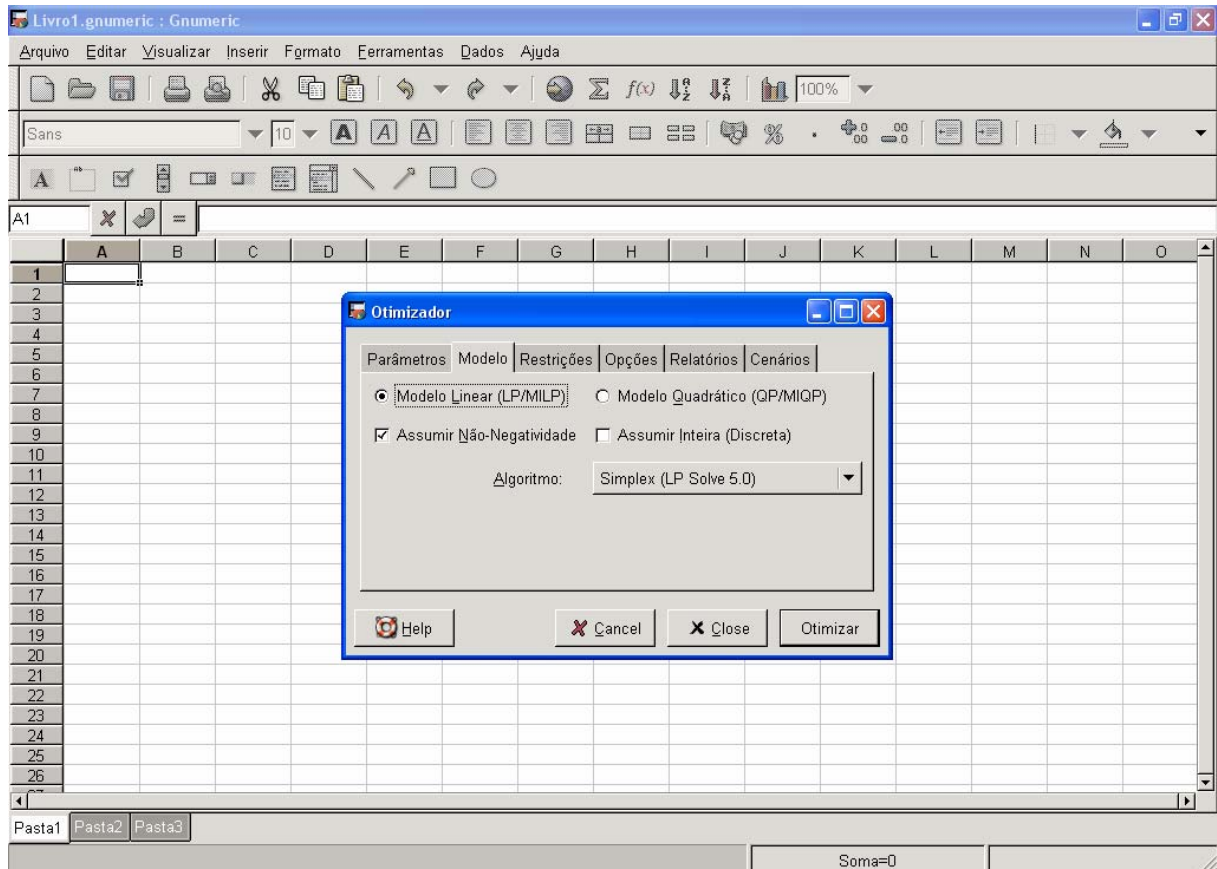 Livro1.gnumeric : Gnumeric
Arquivo Editar Visualizar Inserir Formato Ferramentas Dados Ajuda
f(x) 100%
Sans 10 A A A % .00 .00
A
A1 =
A B C D E F G H I J K L M N O
1
2
3
4
5
6
7
8
9
10
11
12
13
14
15
16
17
18
19
20
21
22
23
24
25
26
Otimizador
Parâmetros Modelo Restrições Opções Relatórios Cenários
Modelo Linear (LP/MILP) Modelo Quadrático (QP/MIQP)
Assumir Não-Negatividade Assumir Inteira (Discreta)
Algoritmo: Simplex (LP Solve 5.0)
Help Cancel Close Otimizar
Pasta1 Pasta2 Pasta3
Soma=0